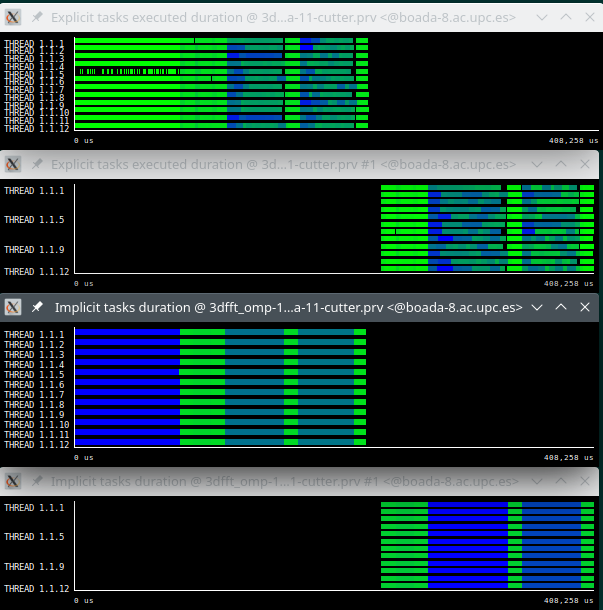 Explicit tasks executed duration @ 3d...a-11-cutter.prv <@boada-8.ac.upc.es>
THREAD 1.1.1
THREAD 1.1.2
THREAD 1.1.3
THREAD 1.1.4
THREAD 1.1.5
THREAD 1.1.6
THREAD 1.1.7
THREAD 1.1.8
THREAD 1.1.9
THREAD 1.1.10
THREAD 1.1.11
THREAD 1.1.12
0 us 408,258 us
Explicit tasks executed duration @ 3d...1-cutter.prv #1 <@boada-8.ac.upc.es>
THREAD 1.1.1
THREAD 1.1.5
THREAD 1.1.9
THREAD 1.1.12
0 us 408,258 us
Implicit tasks duration @ 3dfft_omp-1...a-11-cutter.prv <@boada-8.ac.upc.es>
THREAD 1.1.1
THREAD 1.1.2
THREAD 1.1.3
THREAD 1.1.4
THREAD 1.1.5
THREAD 1.1.6
THREAD 1.1.7
THREAD 1.1.8
THREAD 1.1.9
THREAD 1.1.10
THREAD 1.1.11
THREAD 1.1.12
0 us 408,258 us
Implicit tasks duration @ 3dfft_omp-1...1-cutter.prv #1 <@boada-8.ac.upc.es>
THREAD 1.1.1
THREAD 1.1.5
THREAD 1.1.9
THREAD 1.1.12
0 us 408,258 us